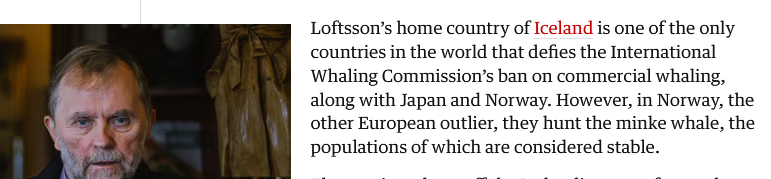 Loftsson’s home country of Iceland is one of the only
countries in the world that defies the International
Whaling Commission’s ban on commercial whaling,
along with Japan and Norway. However, in Norway, the
other European outlier, they hunt the minke whale, the
populations of which are considered stable.